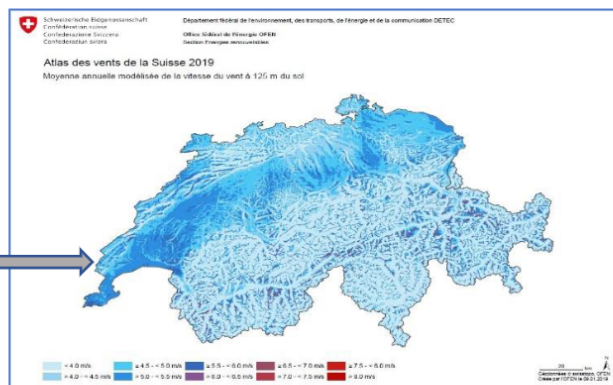 Schweizerische Eidgenossenschaft
Confédération suisse
Confederazione Svizzera
Confederaziun svizra
Département fédéral de l'environnement, des transports, de l'énergie et de la communication DETEC
Office fédéral de l'énergie OFEN
Section Énergies renouvelables
Atlas des vents de la Suisse 2019
Moyenne annuelle modélisée de la vitesse du vent à 125 m du sol
< 4.0 m/s
≥ 4.5 - < 5.0 m/s
≥ 5.5 - < 6.0 m/s
≥ 6.5 - < 7.0 m/s
≥ 7.5 - < 8.0 m/s
≥ 4.0 - < 4.5 m/s
≥ 5.0 - < 5.5 m/s
≥ 6.0 - < 6.5 m/s
≥ 7.0 - < 7.5 m/s
≥ 8.0 m/s
km